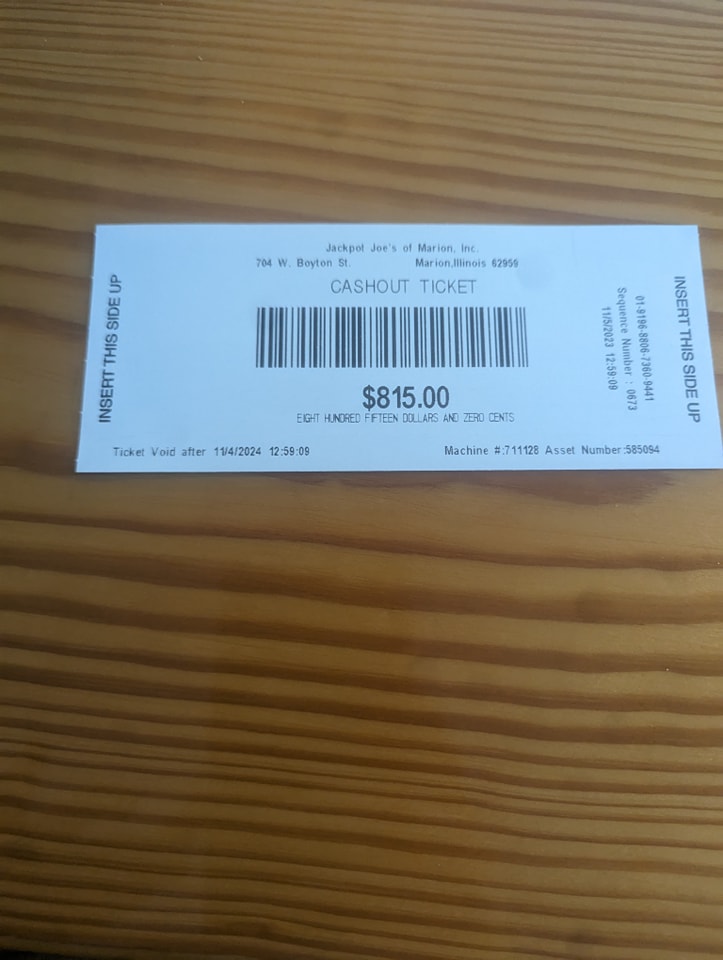 Jackpot Joe's of Marion, Inc.
704 W. Boyton St. Marion,Illinois 62959
CASHOUT TICKET
INSERT THIS SIDE UP
$815.00
EIGHT HUNDRED FIFTEEN DOLLARS AND ZERO CENTS
Ticket Void after 11/4/2024 12:59:09
Machine #:711128 Asset Number:585094
INSERT THIS SIDE UP
01-9196-8806-7360-9441
Sequence Number : 0673
11/5/2023 12:59:09